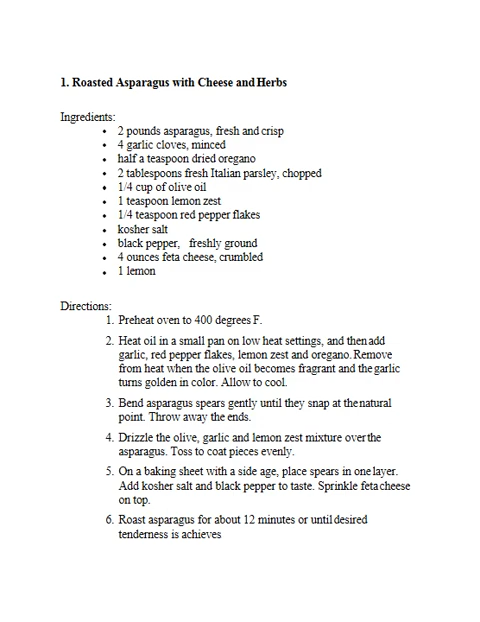 1. Roasted Asparagus with Cheese and Herbs
Ingredients:
• 2 pounds asparagus, fresh and crisp
• 4 garlic cloves, minced
• half a teaspoon dried oregano
• 2 tablespoons fresh Italian parsley, chopped
• 1/4 cup of olive oil
• 1 teaspoon lemon zest
• 1/4 teaspoon red pepper flakes
• kosher salt
• black pepper, freshly ground
• 4 ounces feta cheese, crumbled
• 1 lemon
Directions:
1. Preheat oven to 400 degrees F.
2. Heat oil in a small pan on low heat settings, and then add
garlic, red pepper flakes, lemon zest and oregano. Remove
from heat when the olive oil becomes fragrant and the garlic
turns golden in color. Allow to cool.
3. Bend asparagus spears gently until they snap at the natural
point. Throw away the ends.
4. Drizzle the olive, garlic and lemon zest mixture over the
asparagus. Toss to coat pieces evenly.
5. On a baking sheet with a side age, place spears in one layer.
Add kosher salt and black pepper to taste. Sprinkle feta cheese
on top.
6. Roast asparagus for about 12 minutes or until desired
tenderness is achieves